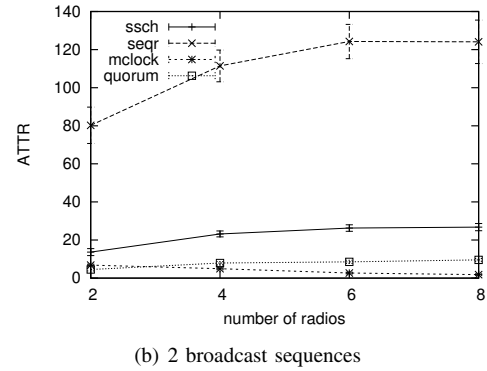 140
120
100
80
60
40
20
0
ATTR
ssch
seqr
mclock
quorum
2 4 6 8
number of radios
(b) 2 broadcast sequences